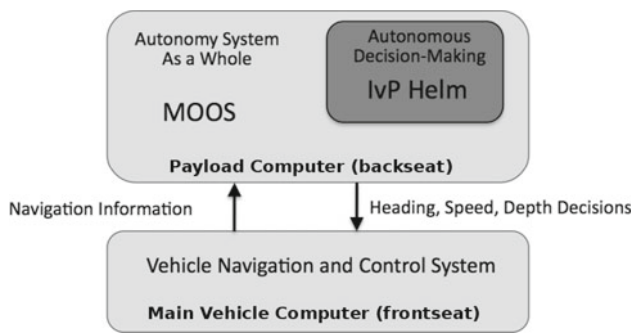 Autonomy System
As a Whole
MOOS
Autonomous
Decision-Making
IvP Helm
Payload Computer (backseat)
Navigation Information
Heading, Speed, Depth Decisions
Vehicle Navigation and Control System
Main Vehicle Computer (frontseat)